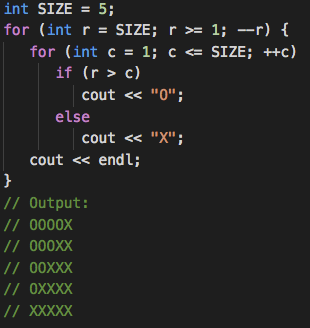 int SIZE = 5;
for (int r = SIZE; r >= 1; --r) {
   for (int c = 1; c <= SIZE; ++c)
      if (r > c)
         cout << "O";
      else
         cout << "X";
   cout << endl;
}
// Output:
// OOOOX
// OOOXX
// OOXXX
// OXXXX
// XXXXX